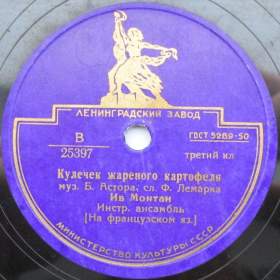 ЛЕНИНГРАДСКИЙ ЗАВОД
В
25397
ГОСТ 5289-50
третий кл
Кулечек жареного картофеля
муз. Б. Астора, сл. Ф. Лемарка
Ив Монтан
Инстр. ансамбль
[На французском яз.]
МИНИСТЕРСТВО КУЛЬТУРЫ СССР